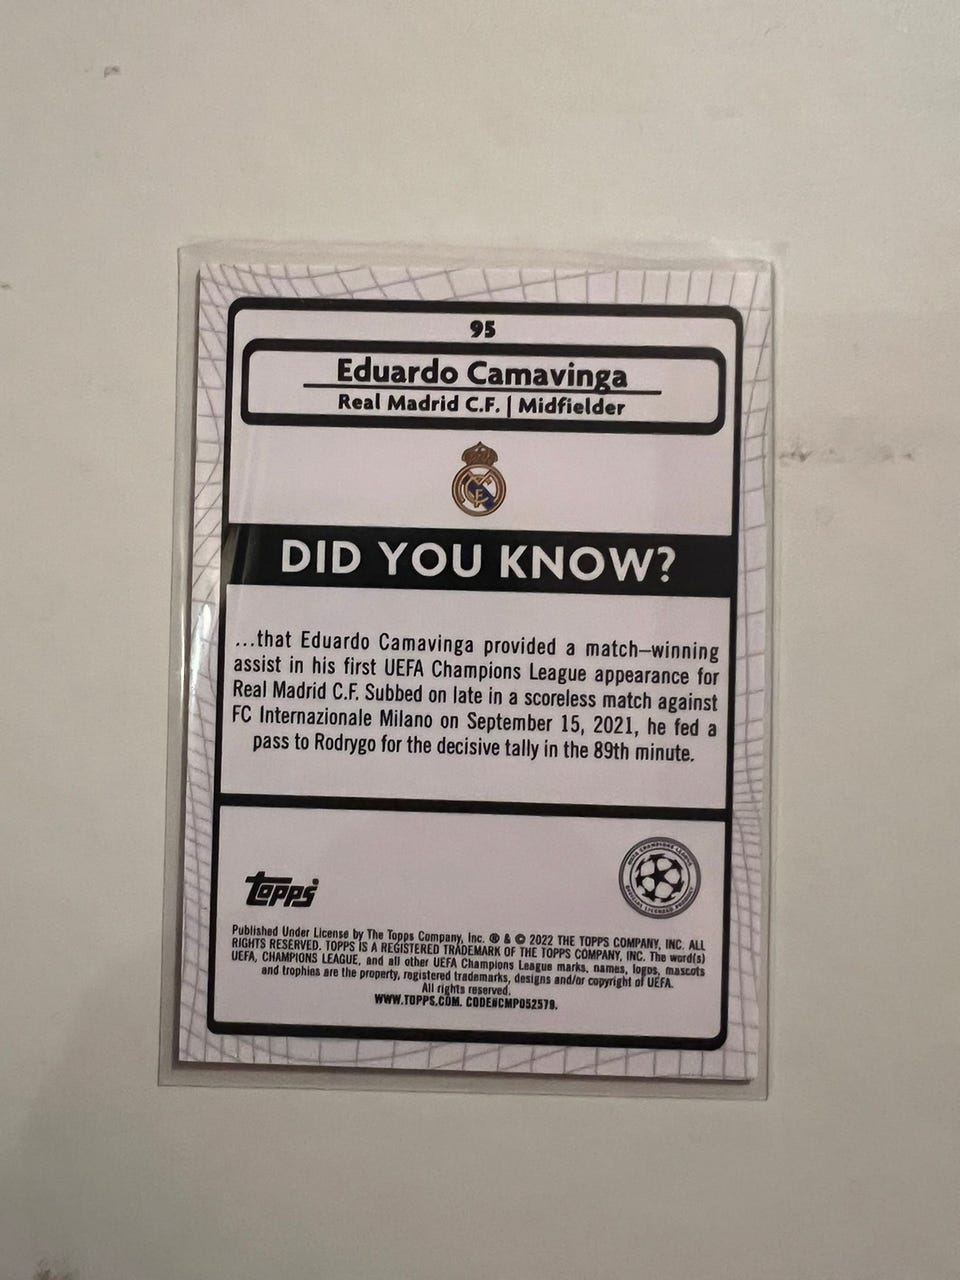 95
Eduardo Camavinga
Real Madrid C.F. | Midfielder
DID YOU KNOW?
...that Eduardo Camavinga provided a match–winning
assist in his first UEFA Champions League appearance for
Real Madrid C.F. Subbed on late in a scoreless match against
FC Internazionale Milano on September 15, 2021, he fed a
pass to Rodrygo for the decisive tally in the 89th minute.
topps
Published Under License by The Topps Company, Inc. ® & © 2022 THE TOPPS COMPANY, INC. ALL
RIGHTS RESERVED. TOPPS IS A REGISTERED TRADEMARK OF THE TOPPS COMPANY, INC. The word(s)
UEFA, CHAMPIONS LEAGUE, and all other UEFA Champions League marks, names, logos, mascots
and trophies are the property, registered trademarks, designs and/or copyright of UEFA.
All rights reserved.
WWW.TOPPS.COM. CODE#CMP052579.
UEFA CHAMPIONS LEAGUE
OFFICIAL LICENSED PRODUCT